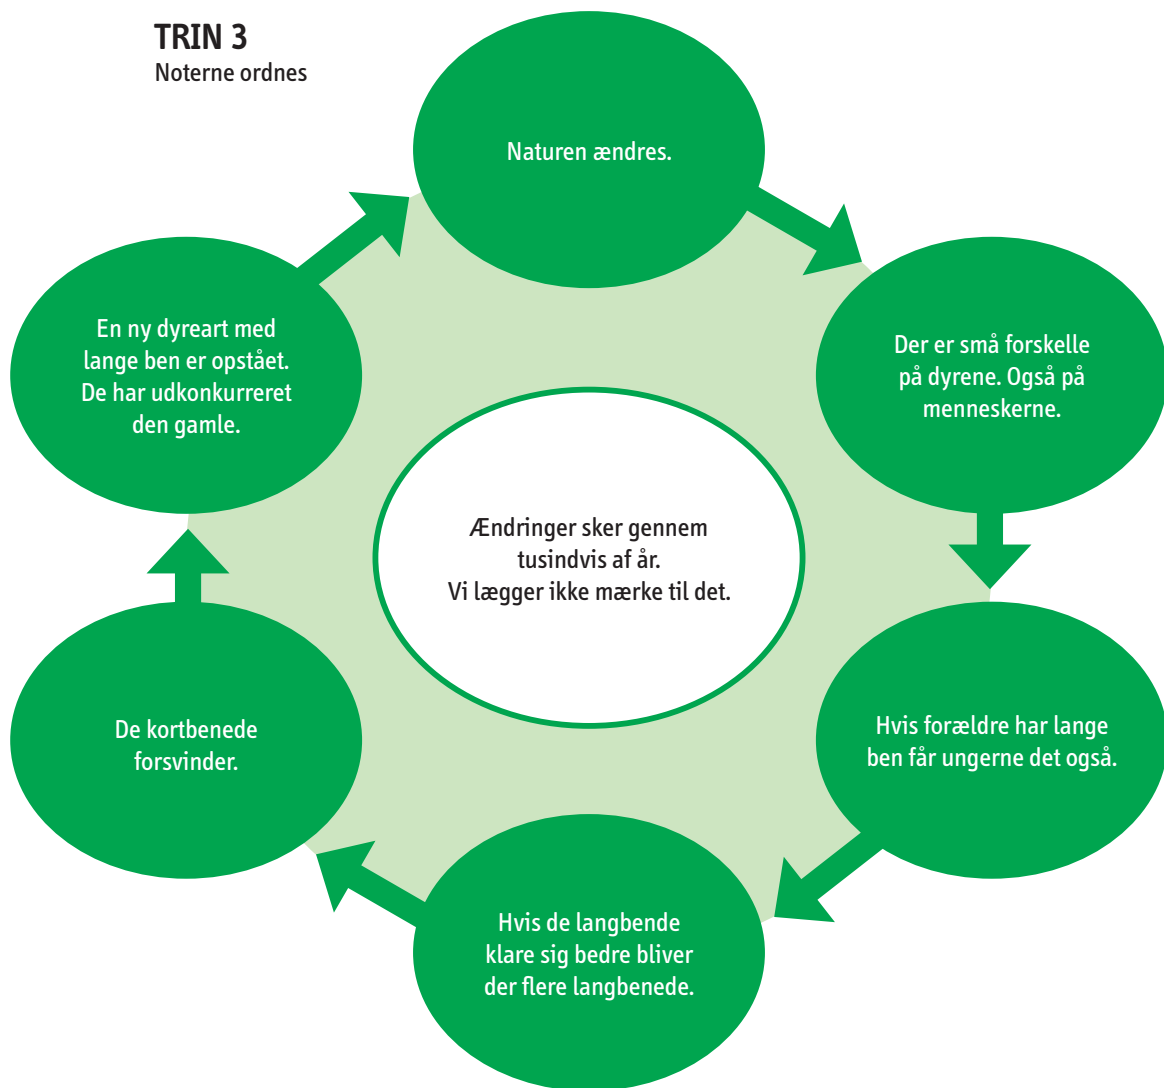 TRIN 3
Noterne ordnes
Naturen ændres.
Der er små forskelle
på dyrene. Også på
menneskerne.
Hvis forældre har lange
ben får ungerne det også.
Hvis de langbende
klare sig bedre bliver
der flere langbenede.
De kortbenede
forsvinder.
En ny dyreart med
lange ben er opstået.
De har udkonkurreret
den gamle.
Ændringer sker gennem
tusindvis af år.
Vi lægger ikke mærke til det.